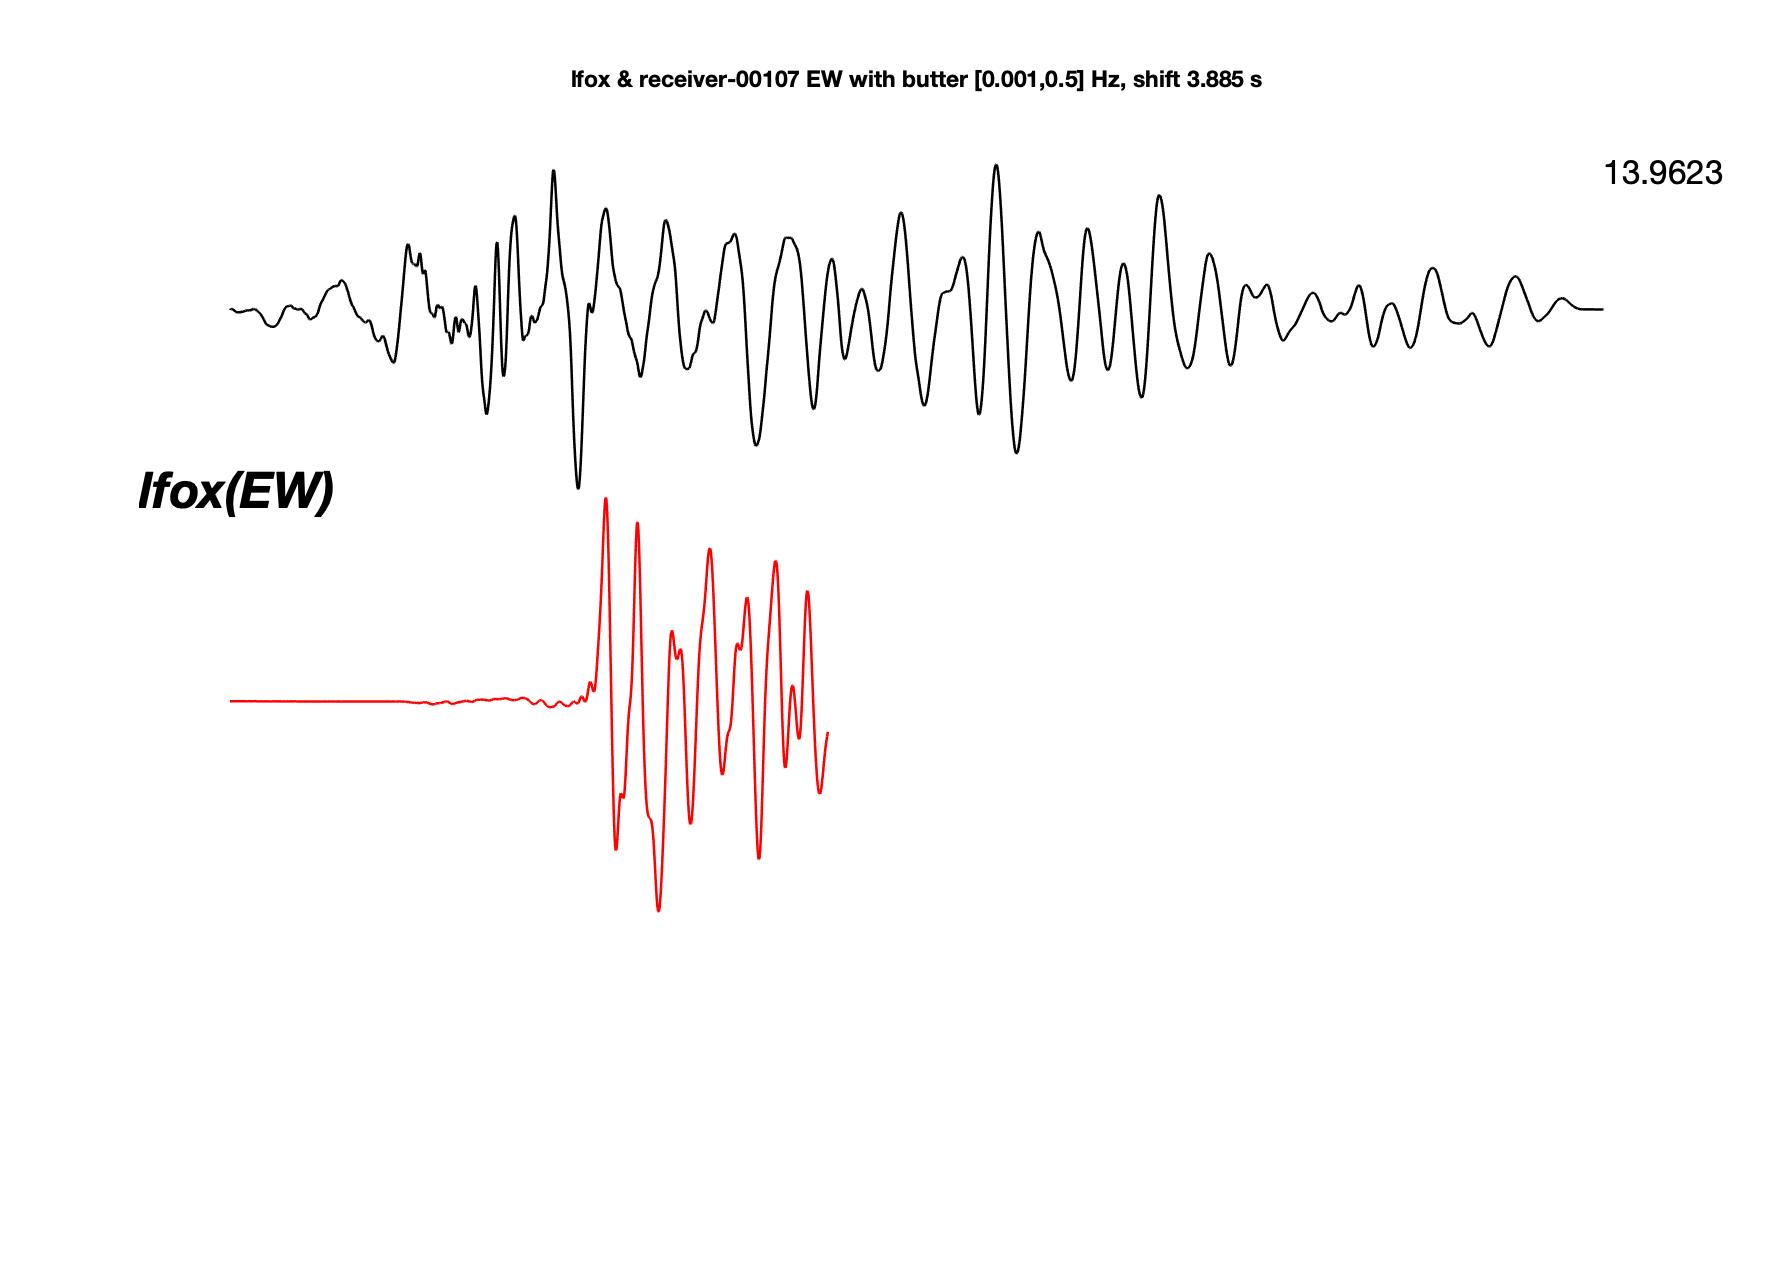 lfox & receiver-00107 EW with butter [0.001,0.5] Hz, shift 3.885 s
13.9623
lfox(EW)